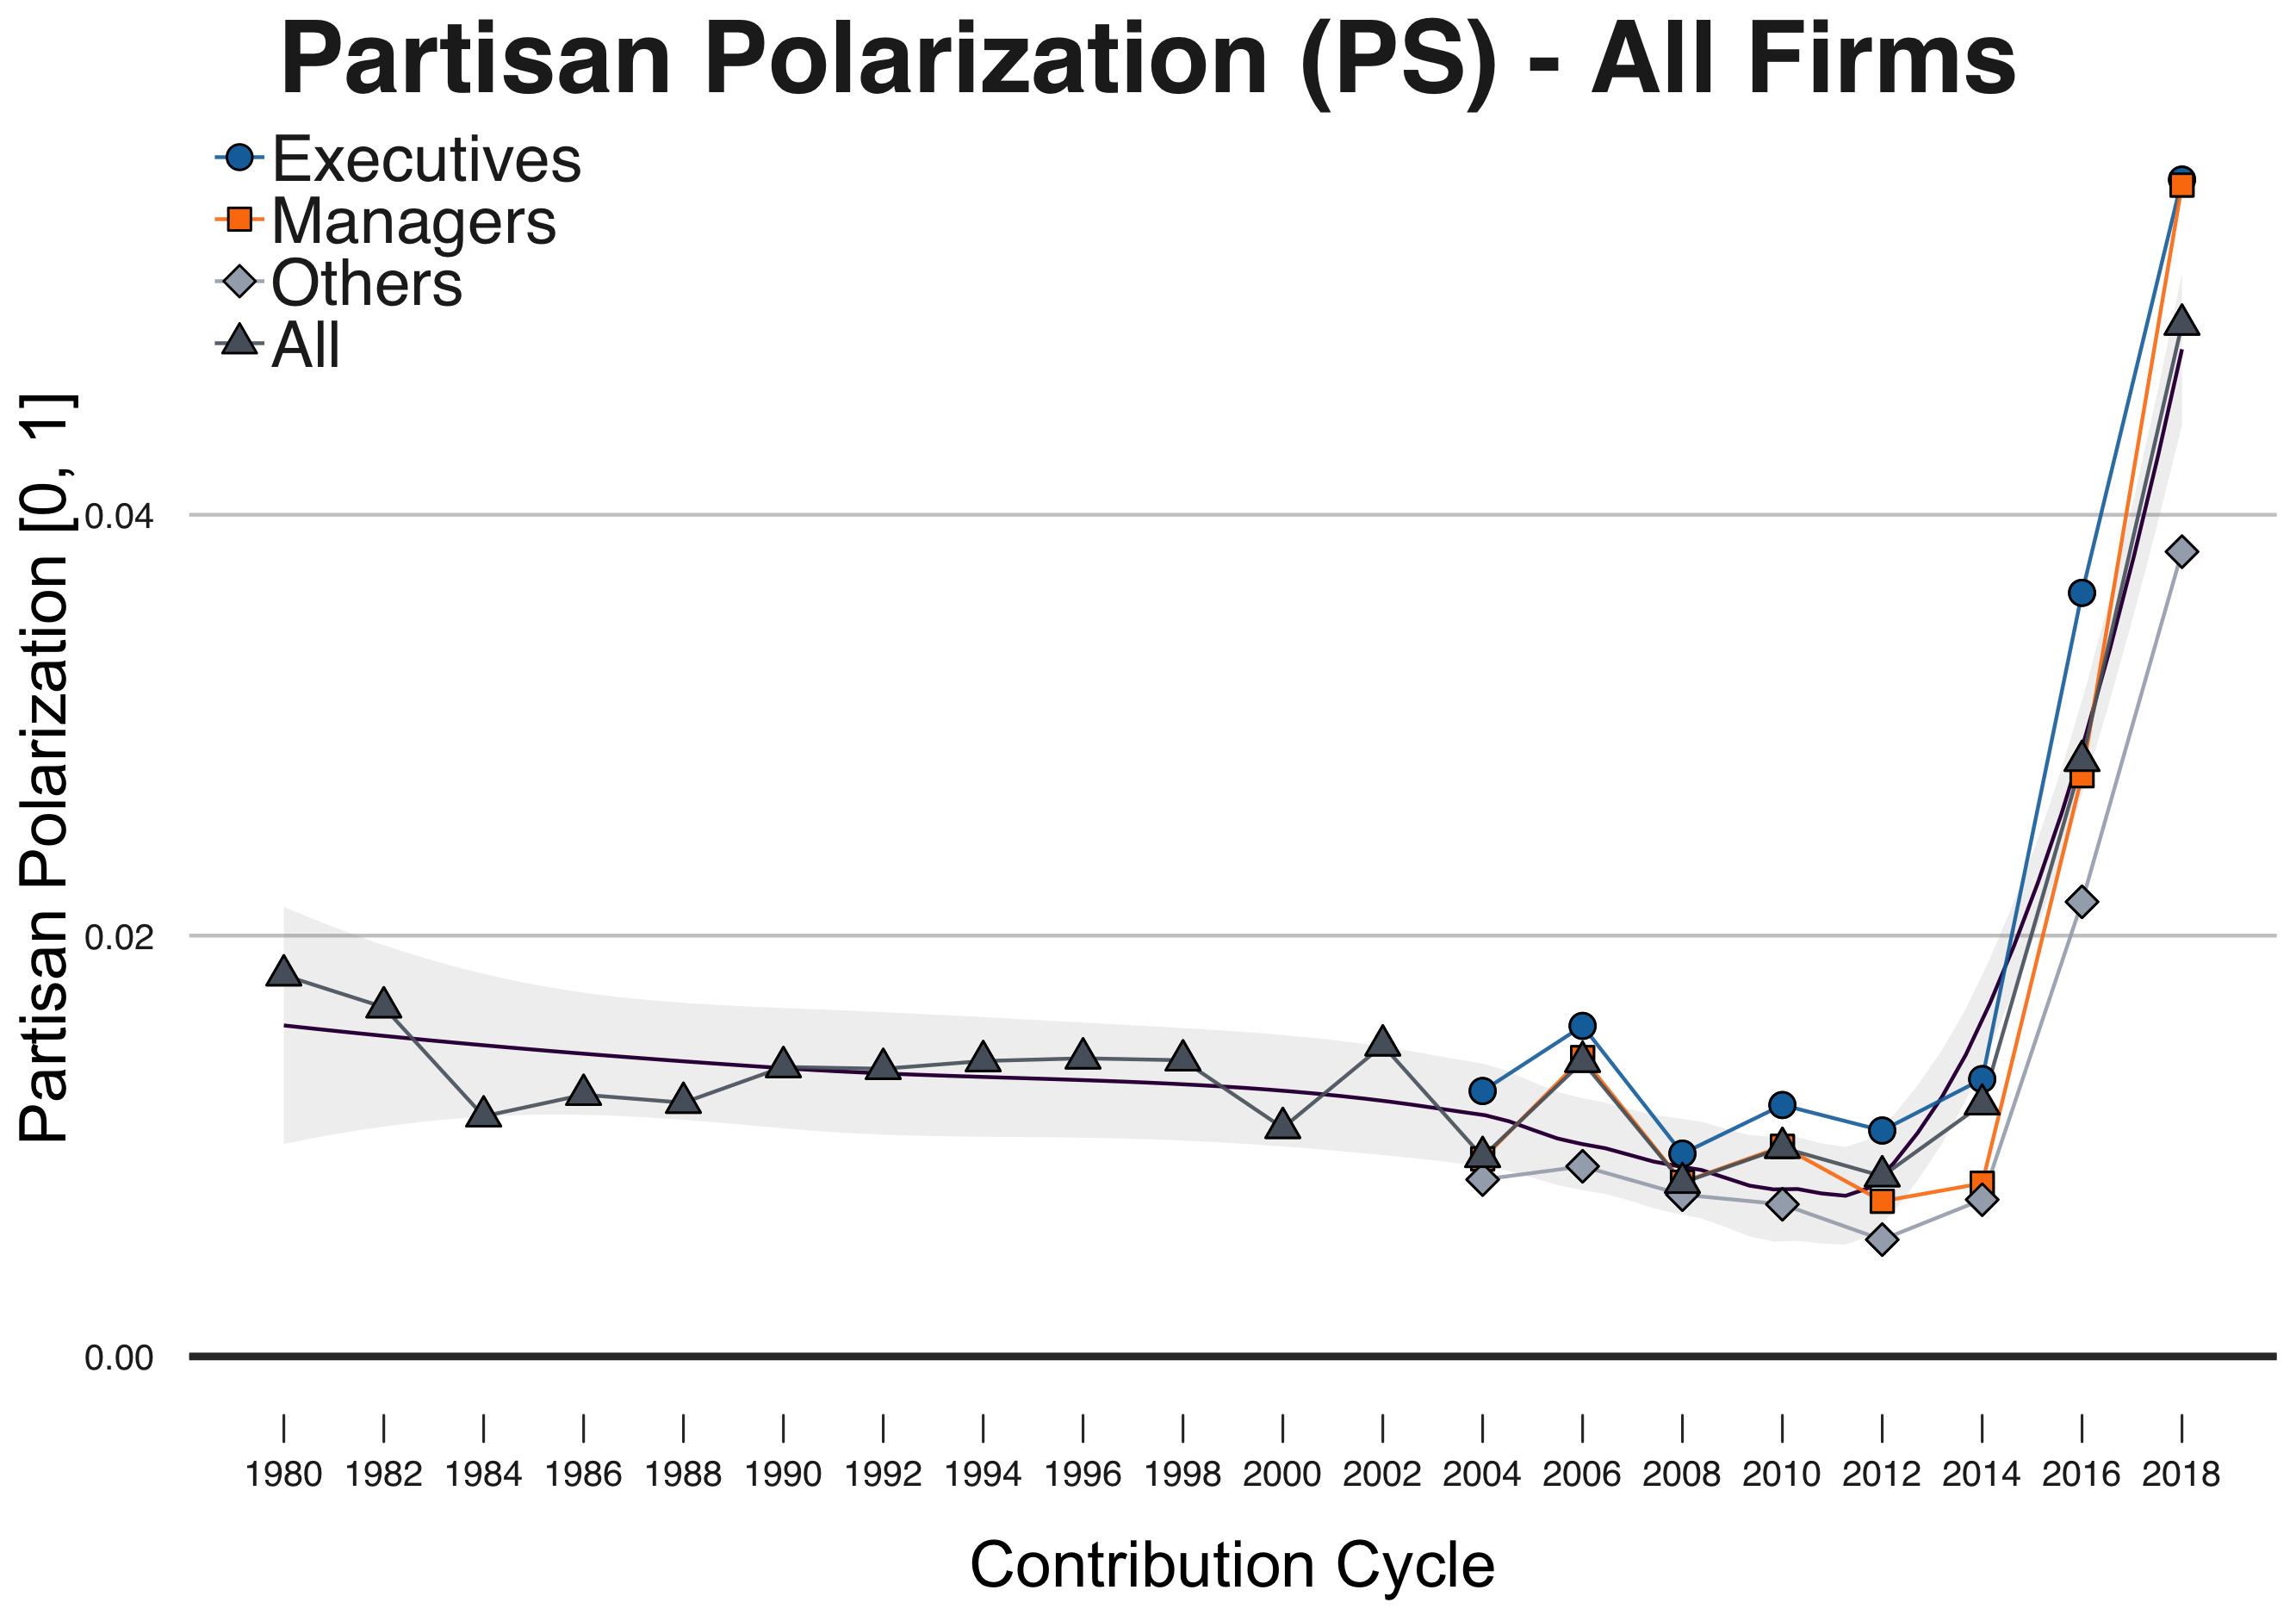 Partisan Polarization (PS) - All Firms
Executives
Managers
Others
All
Partisan Polarization [0, 1]
0.04
0.02
0.00
1980 1982 1984 1986 1988 1990 1992 1994 1996 1998 2000 2002 2004 2006 2008 2010 2012 2014 2016 2018
Contribution Cycle